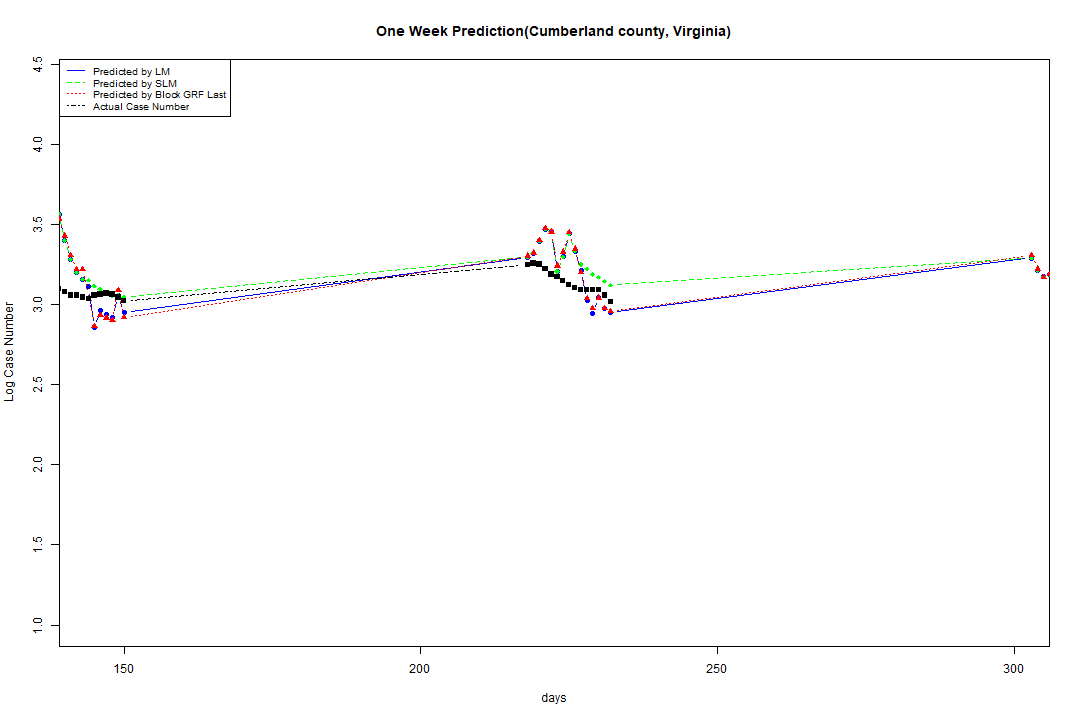 One Week Prediction(Cumberland county, Virginia)
Predicted by LM
Predicted by SLM
Predicted by Block GRF Last
Actual Case Number
4.5
4.0
3.5
3.0
2.5
2.0
1.5
1.0
Log Case Number
150
200
250
300
days